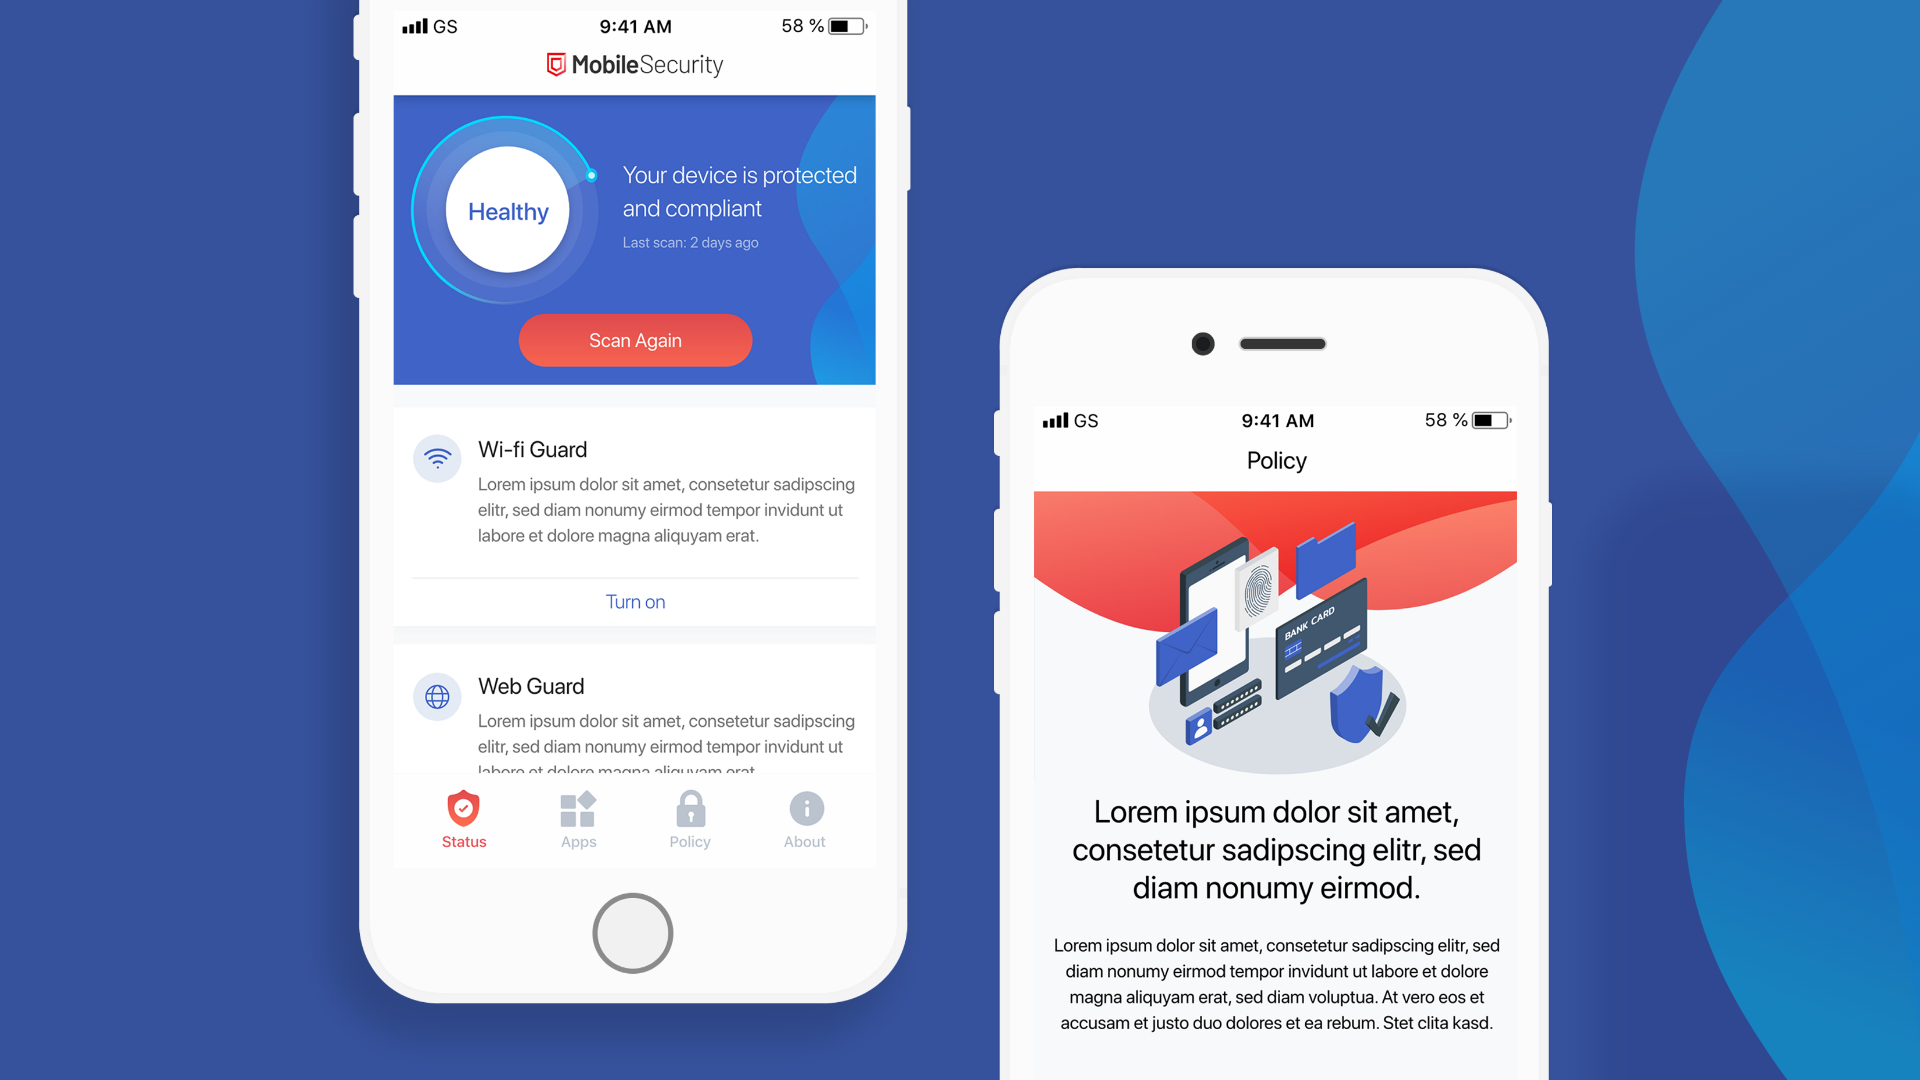 GS
9:41 AM
58 %
MobileSecurity
Healthy
Your device is protected
and compliant
Last scan: 2 days ago
Scan Again
Wi-fi Guard
Lorem ipsum dolor sit amet, consetetur sadipscing
elitr, sed diam nonumy eirmod tempor invidunt ut
labore et dolore magna aliquyam erat.
Turn on
Web Guard
Lorem ipsum dolor sit amet, consetetur sadipscing
elitr, sed diam nonumy eirmod tempor invidunt ut
labore et dolore magna aliquyam erat.
Status
Apps
Policy
About
GS
9:41 AM
58 %
Policy
BANK CARD
Lorem ipsum dolor sit amet,
consetetur sadipscing elitr, sed
diam nonumy eirmod.
Lorem ipsum dolor sit amet, consetetur sadipscing elitr, sed
diam nonumy eirmod tempor invidunt ut labore et dolore
magna aliquyam erat, sed diam voluptua. At vero eos et
accusam et justo duo dolores et ea rebum. Stet clita kasd.